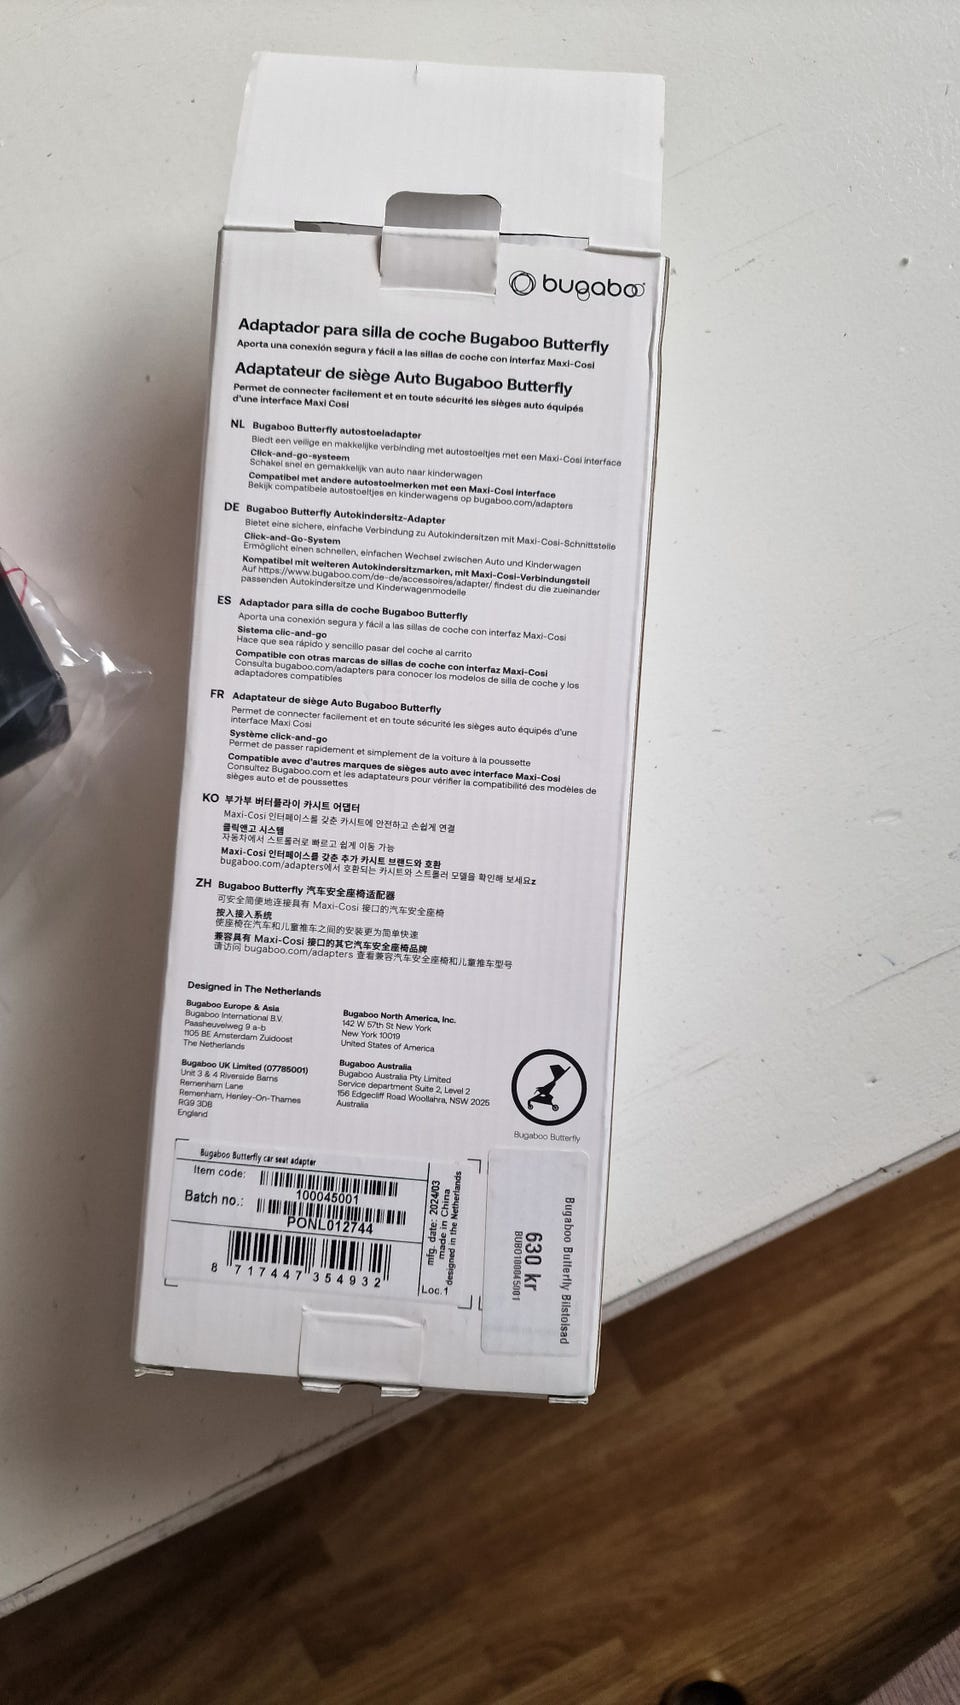 bugaboo
Adaptador para silla de coche Bugaboo Butterfly
Aporta una conexión segura y fácil a las sillas de coche con interfaz Maxi-Cosi
Adaptateur de siège Auto Bugaboo Butterfly
Permet de connecter facilement et en toute sécurité les sièges auto équipés
d'une interface Maxi Cosi
NL Bugaboo Butterfly autostoeladapter
Biedt een veilige en makkelijke verbinding met autostoeltjes met een Maxi-Cosi interface
Click-and-go-systeem
Schakel snel en gemakkelijk van auto naar kinderwagen
Compatibel met andere autostoelmerken met een Maxi-Cosi interface
Bekijk compatibele autostoeltjes en kinderwagens op bugaboo.com/adapters
DE Bugaboo Butterfly Autokindersitz-Adapter
Bietet eine sichere, einfache Verbindung zu Autokindersitzen mit Maxi-Cosi-Schnittstelle
Click-and-Go-System
Ermöglicht einen schnellen, einfachen Wechsel zwischen Auto und Kinderwagen
Kompatibel mit weiteren Autokindersitzmarken, mit Maxi-Cosi-Verbindungsteil
Auf https://www.bugaboo.com/de-de/accessoires/adapter/ findest du die zueinander
passenden Autokindersitze und Kinderwagenmodelle
ES Adaptador para silla de coche Bugaboo Butterfly
Aporta una conexión segura y fácil a las sillas de coche con interfaz Maxi-Cosi
Sistema clic-and-go
Hace que sea rápido y sencillo pasar del coche al carrito
Compatible con otras marcas de sillas de coche con interfaz Maxi-Cosi
Consulta bugaboo.com/adapters para conocer los modelos de silla de coche y los
adaptadores compatibles
FR Adaptateur de siège Auto Bugaboo Butterfly
Permet de connecter facilement et en toute sécurité les sièges auto équipés d'une
interface Maxi Cosi
Système click-and-go
Permet de passer rapidement et simplement de la voiture à la poussette
Compatible avec d'autres marques de sièges auto avec interface Maxi-Cosi
Consultez Bugaboo.com et les adaptateurs pour vérifier la compatibilité des modèles de
sièges auto et de poussettes
KO 부가부 버터플라이 카시트 어댑터
Maxi-Cosi 인터페이스를 갖춘 카시트에 안전하고 손쉽게 연결
클릭앤고 시스템
자동차에서 스트롤러로 빠르고 쉽게 이동 가능
Maxi-Cosi 인터페이스를 갖춘 추가 카시트 브랜드와 호환
bugaboo.com/adapters에서 호환되는 카시트와 스트롤러 모델을 확인해 보세요z
ZH Bugaboo Butterfly 汽车安全座椅适配器
可安全简便地连接具有 Maxi-Cosi 接口的汽车安全座椅
按入接入系统
使座椅在汽车和儿童推车之间的安装更为简单快速
兼容具有 Maxi-Cosi 接口的其它汽车安全座椅品牌
请访问 bugaboo.com/adapters 查看兼容汽车安全座椅和儿童推车型号
Designed in The Netherlands
Bugaboo Europe & Asia
Bugaboo International B.V.
Paasheuvelweg 9 a-b
1105 BE Amsterdam Zuidoost
The Netherlands
Bugaboo North America, Inc.
142 W 57th St New York
New York 10019
United States of America
Bugaboo UK Limited (07785001)
Unit 3 & 4 Riverside Barns
Remenham Lane
Remenham, Henley-On-Thames
RG9 3DB
England
Bugaboo Australia
Bugaboo Australia Pty Limited
Service department Suite 2, Level 2
156 Edgecliff Road Woollahra, NSW 2025
Australia
Bugaboo Butterfly
Bugaboo Butterfly car seat adapter
Item code:
100045001
Batch no.:
PONL012744
8 717447 354932
mfg. date: 2024/03
made in China
designed in the Netherlands
Loc.1
Bugaboo Butterfly Bilstolsad
630 kr
BUBO100045001